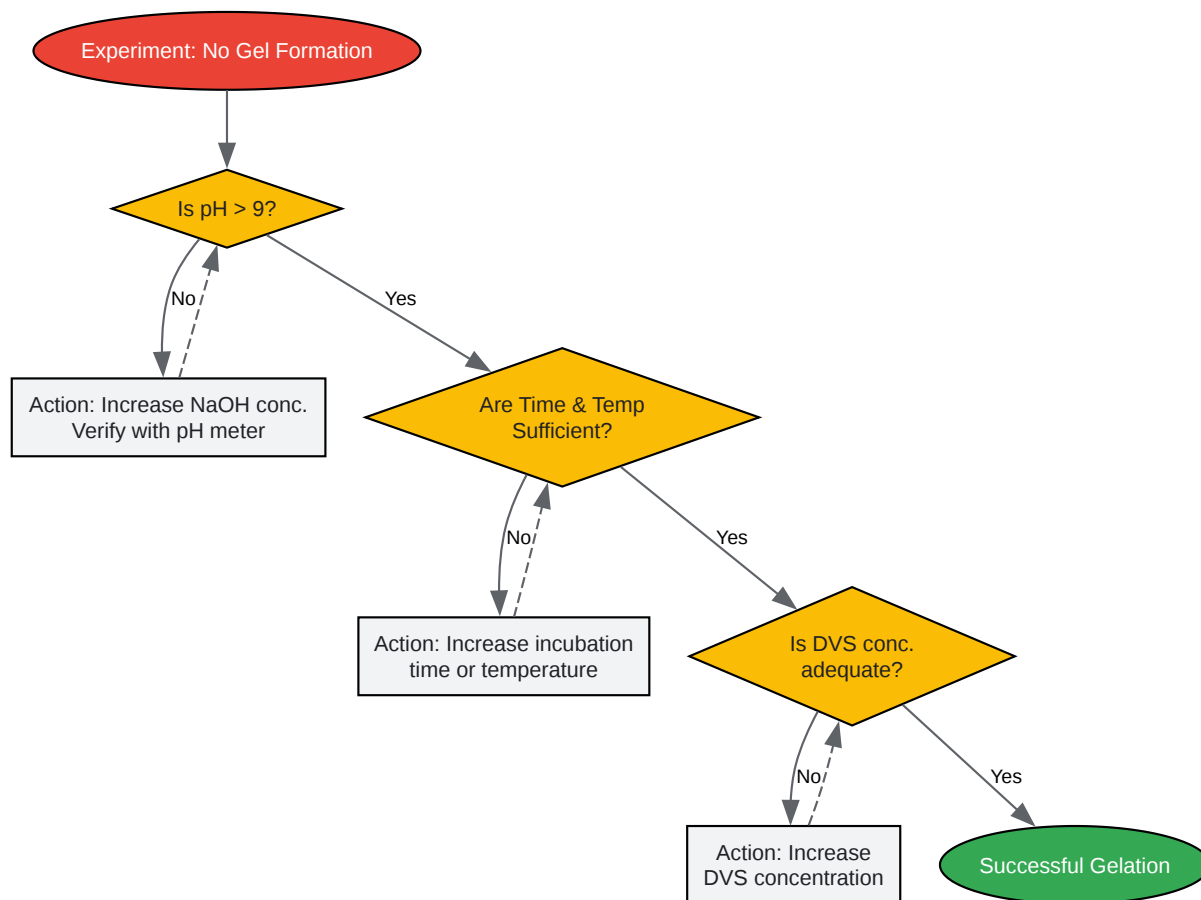 Experiment: No Gel Formation
Is pH > 9?
No
Yes
Action: Increase NaOH conc.
Verify with pH meter
Are Time & Temp
Sufficient?
No
Yes
Action: Increase incubation
time or temperature
Is DVS conc.
adequate?
No
Yes
Action: Increase
DVS concentration
Successful Gelation